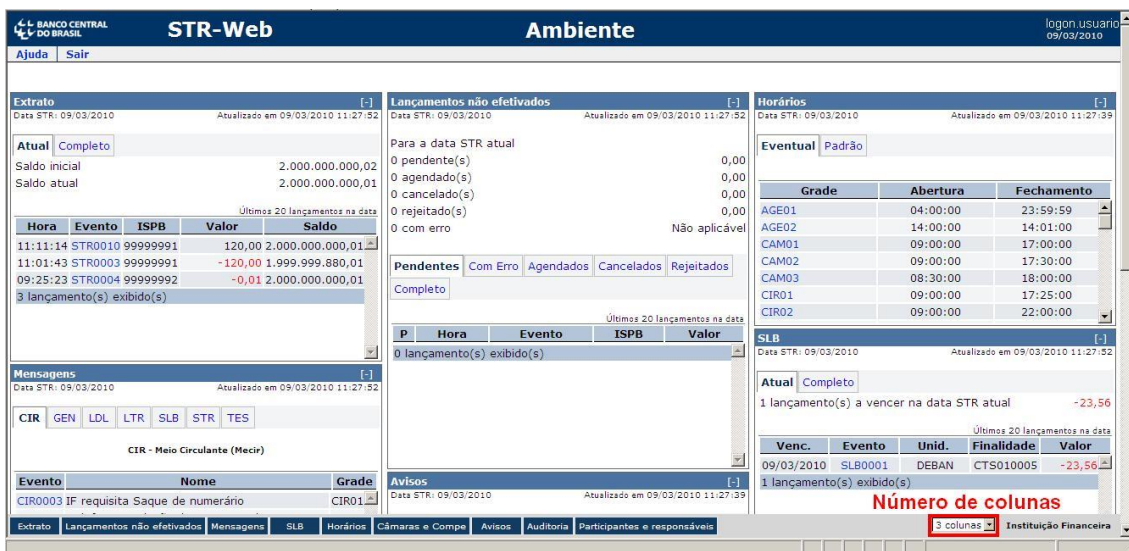 BANCO CENTRAL
DO BRASIL
STR-Web
Ambiente
logon.usuario
09/03/2010
Ajuda Sair
Extrato [-]
Data STR: 09/03/2010 Atualizado em 09/03/2010 11:27:52
Atual Completo
Saldo inicial 2.000.000.000,02
Saldo atual 2.000.000.000,01
Últimos 20 lançamentos na data
Hora Evento ISPB Valor Saldo
11:11:14 STR0010 99999991 120,00 2.000.000.000,01
11:01:43 STR0003 99999991 -120,00 1.999.999.880,01
09:25:23 STR0004 99999992 -0,01 2.000.000.000,01
3 lançamento(s) exibido(s)
Mensagens [-]
Data STR: 09/03/2010 Atualizado em 09/03/2010 11:27:52
CIR GEN LDL LTR SLB STR TES
CIR - Meio Circulante (Mecir)
Evento Nome Grade
CIR0003 IF requisita Saque de numerário CIR01
Lançamentos não efetivados [-]
Data STR: 09/03/2010 Atualizado em 09/03/2010 11:27:52
Para a data STR atual
0 pendente(s) 0,00
0 agendado(s) 0,00
0 cancelado(s) 0,00
0 rejeitado(s) 0,00
0 com erro Não aplicável
Pendentes Com Erro Agendados Cancelados Rejeitados
Completo
Últimos 20 lançamentos na data
P Hora Evento ISPB Valor
0 lançamento(s) exibido(s)
Avisos [-]
Data STR: 09/03/2010 Atualizado em 09/03/2010 11:27:39
Horários [-]
Data STR: 09/03/2010 Atualizado em 09/03/2010 11:27:39
Eventual Padrão
Grade Abertura Fechamento
AGE01 04:00:00 23:59:59
AGE02 14:00:00 14:01:00
CAM01 09:00:00 17:00:00
CAM02 09:00:00 17:30:00
CAM03 08:30:00 18:00:00
CIR01 09:00:00 17:25:00
CIR02 09:00:00 22:00:00
SLB [-]
Data STR: 09/03/2010 Atualizado em 09/03/2010 11:27:52
Atual Completo
1 lançamento(s) a vencer na data STR atual -23,56
Últimos 20 lançamentos na data
Venc. Evento Unid. Finalidade Valor
09/03/2010 SLB0001 DEBAN CTS010005 -23,56
1 lançamento(s) exibido(s)
Número de colunas
Extrato Lançamentos não efetivados Mensagens SLB Horários Câmaras e Compe Avisos Auditoria Participantes e responsáveis 3 colunas Instituição Financeira